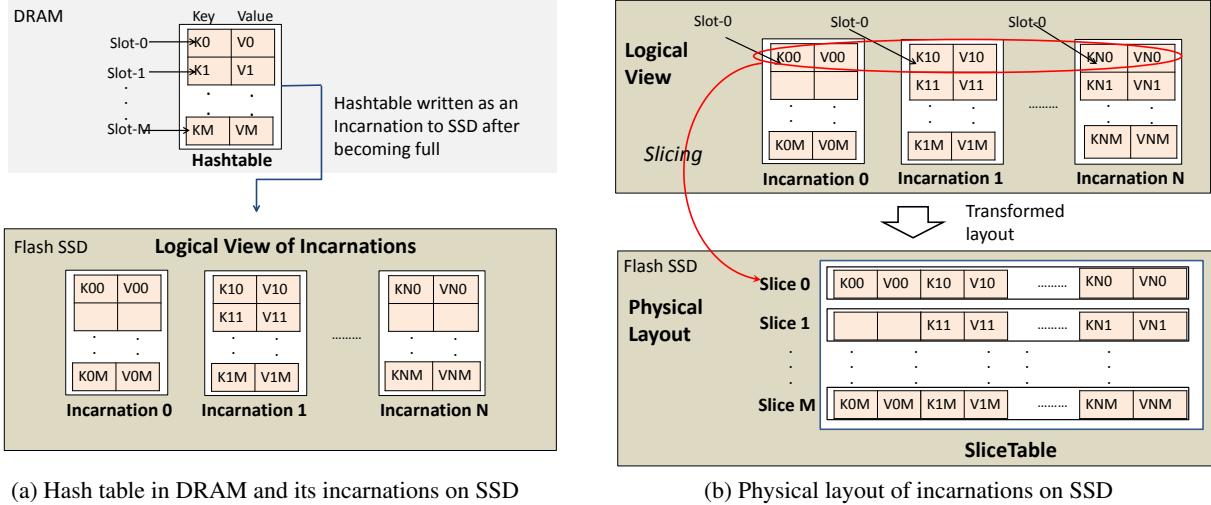 DRAM
Key Value
Slot-0 K0 V0
Slot-1 K1 V1
. . .
. . .
.
Slot-M KM VM
Hashtable
Hashtable written as an
Incarnation to SSD after
becoming full
Flash SSD Logical View of Incarnations
K00 V00 K10 V10 KN0 VN0
K11 V11
. . . . ......... . .
. . . . . .
K0M V0M K1M V1M KNM VNM
Incarnation 0 Incarnation 1 Incarnation N
(a) Hash table in DRAM and its incarnations on SSD
Slot-0 Slot-0 Slot-0
Logical
View
K00 V00 K10 V10 KN0 VN0
K11 V11 KN1 VN1
. . . . ......... . .
. . . . . .
K0M V0M K1M V1M KNM VNM
Slicing
Incarnation 0 Incarnation 1 Incarnation N
Transformed
layout
Flash SSD
Physical
Layout
Slice 0 K00 V00 K10 V10 ......... KN0 VN0
Slice 1 K11 V11 ......... KN1 VN1
. . . . . . .
. . . . . . .
.
Slice M K0M V0M K1M V1M ......... KNM VNM
SliceTable
(b) Physical layout of incarnations on SSD